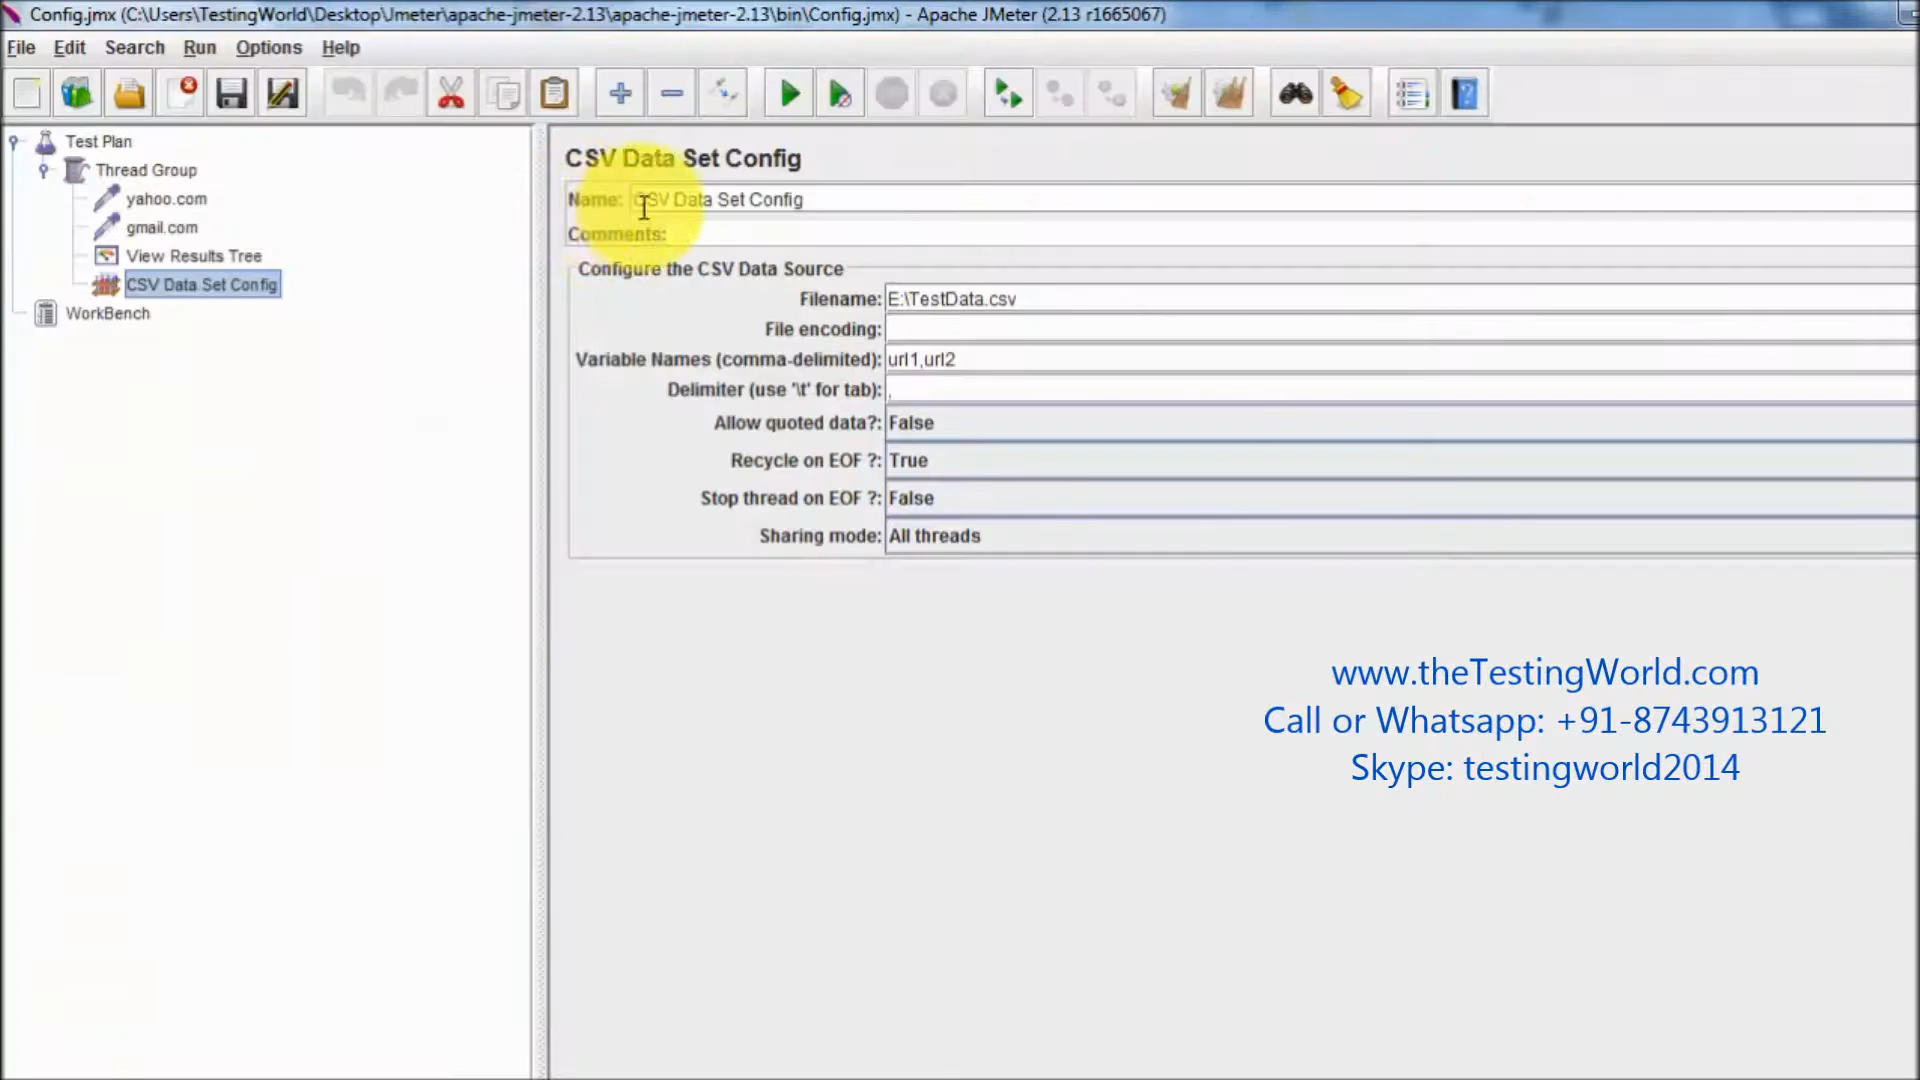 Config.jmx (C:\Users\TestingWorld\Desktop\Jmeter\apache-jmeter-2.13\apache-jmeter-2.13\bin\Config.jmx) - Apache JMeter (2.13 r1665067)
File Edit Search Run Options Help
Test Plan
Thread Group
yahoo.com
gmail.com
View Results Tree
CSV Data Set Config
WorkBench
CSV Data Set Config
Name: CSV Data Set Config
Comments:
Configure the CSV Data Source
Filename: E:\TestData.csv
File encoding:
Variable Names (comma-delimited): url1,url2
Delimiter (use '\t' for tab): ,
Allow quoted data?: False
Recycle on EOF ?: True
Stop thread on EOF ?: False
Sharing mode: All threads
www.theTestingWorld.com
Call or Whatsapp: +91-8743913121
Skype: testingworld2014